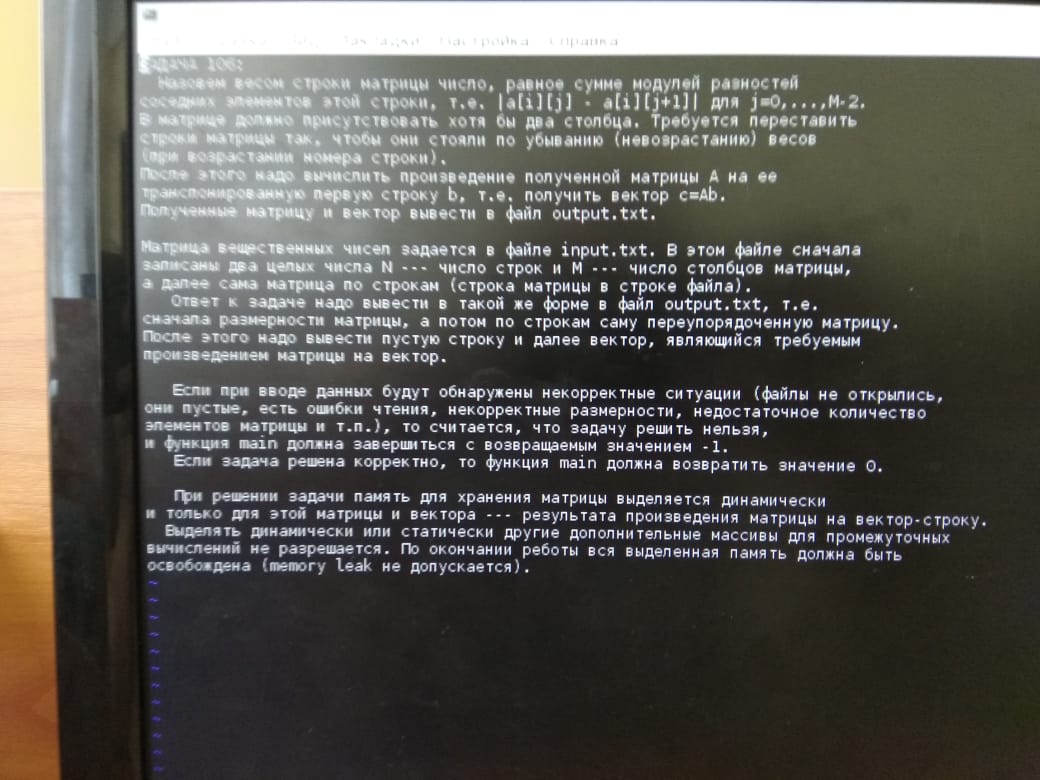 Закладки Настройка Справка
ЗАДАЧА 106:
Назовем весом строки матрицы число, равное сумме модулей разностей
соседних элементов этой строки, т.е. |a[i][j] - a[i][j+1]| для j=0,...,M-2.
В матрице должно присутствовать хотя бы два столбца. Требуется переставить
строки матрицы так, чтобы они стояли по убыванию (невозрастанию) весов
(при возрастании номера строки).
После этого надо вычислить произведение полученной матрицы A на ее
транспонированную первую строку b, т.е. получить вектор c=Ab.
Полученные матрицу и вектор вывести в файл output.txt.
Матрица вещественных чисел задается в файле input.txt. В этом файле сначала
записаны два целых числа N --- число строк и M --- число столбцов матрицы,
а далее сама матрица по строкам (строка матрицы в строке файла).
Ответ к задаче надо вывести в такой же форме в файл output.txt, т.е.
сначала размерности матрицы, а потом по строкам саму переупорядоченную матрицу.
После этого надо вывести пустую строку и далее вектор, являющийся требуемым
произведением матрицы на вектор.
Если при вводе данных будут обнаружены некорректные ситуации (файлы не открылись,
они пустые, есть ошибки чтения, некорректные размерности, недостаточное количество
элементов матрицы и т.п.), то считается, что задачу решить нельзя,
и функция main должна завершиться с возвращаемым значением -1.
Если задача решена корректно, то функция main должна возвратить значение 0.
При решении задачи память для хранения матрицы выделяется динамически
и только для этой матрицы и вектора --- результата произведения матрицы на вектор-строку.
Выделять динамически или статически другие дополнительные массивы для промежуточных
вычислений не разрешается. По окончании реботы вся выделенная память должна быть
освобождена (memory leak не допускается).
~
~
~
~
~
~
~
~
~
~
~